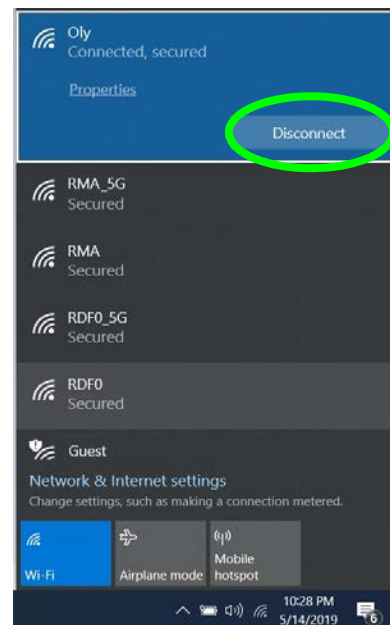 Oly
Connected, secured
Properties
Disconnect
RMA_5G
Secured
RMA
Secured
RDF0_5G
Secured
RDF0
Secured
Guest
Network & Internet settings
Change settings, such as making a connection metered.
Wi-Fi
Airplane mode
Mobile
hotspot
10:28 PM
5/14/2019
6